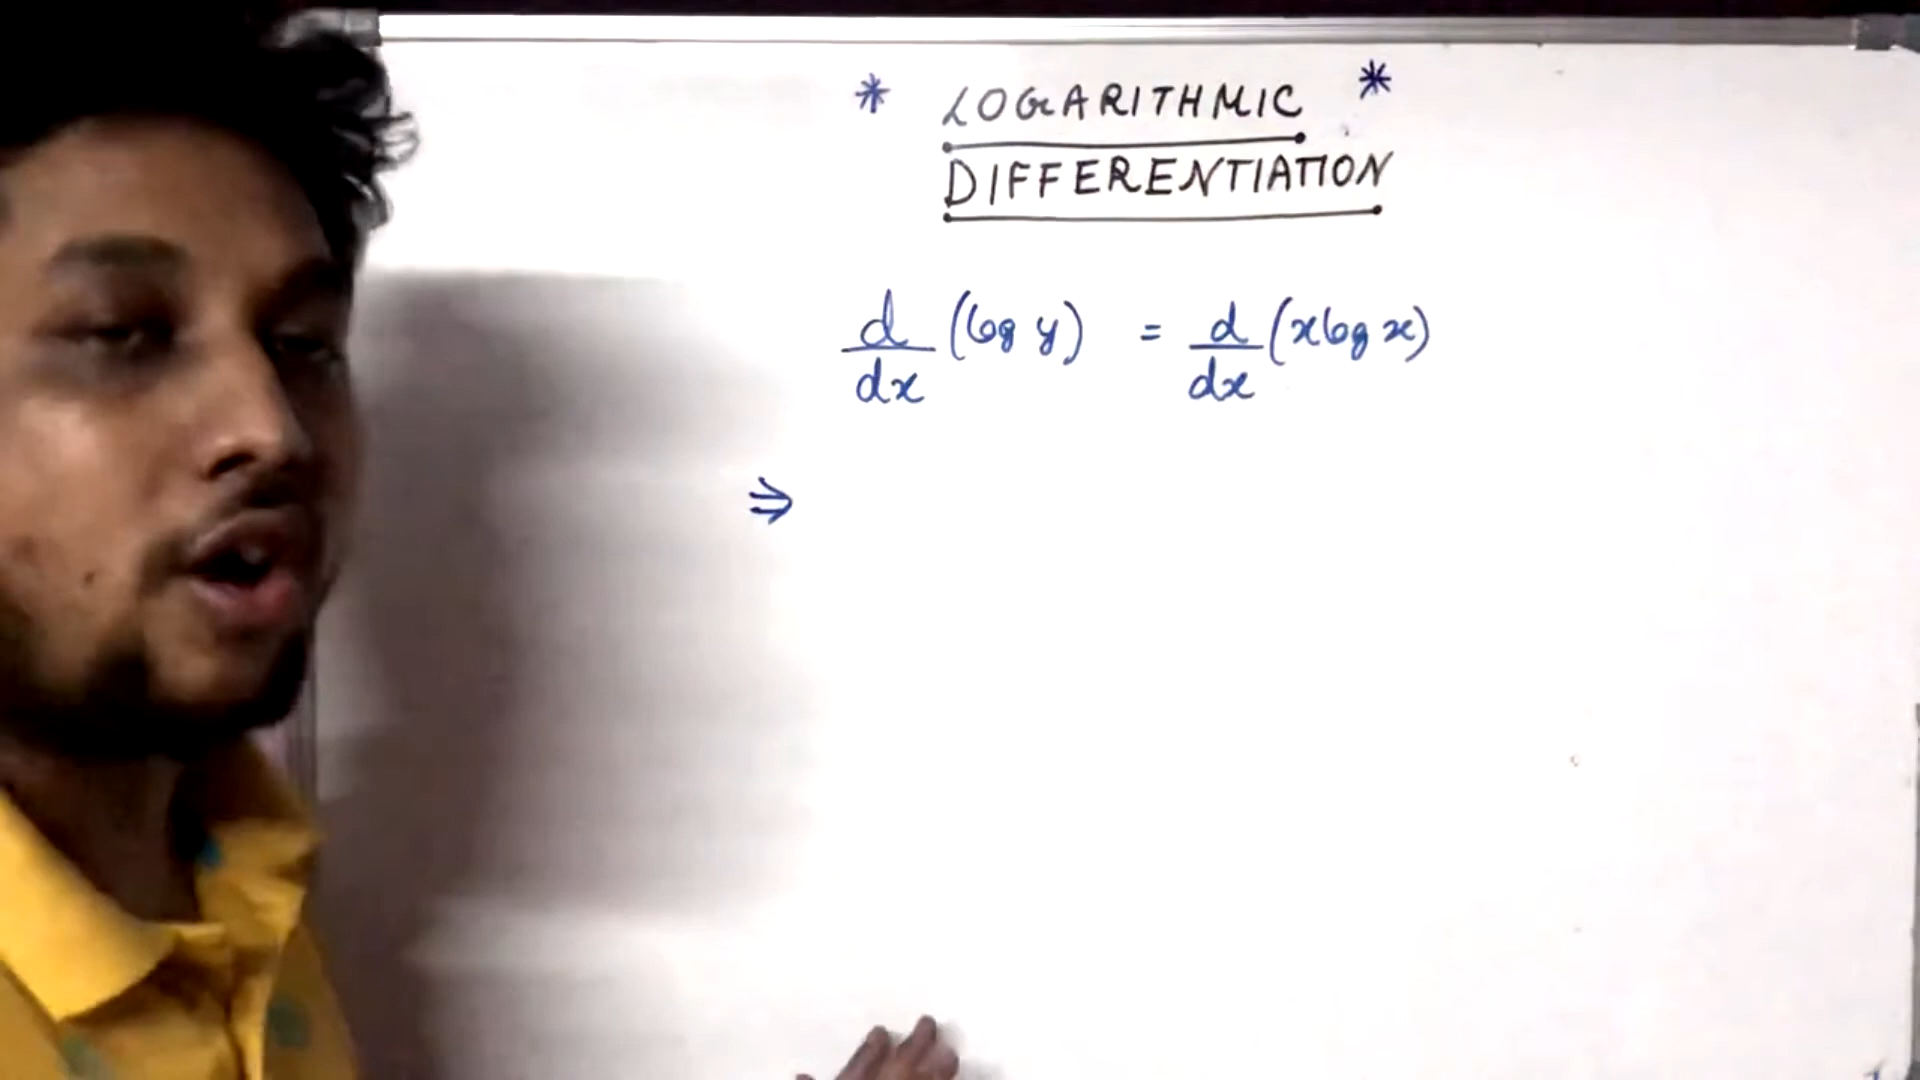 * LOGARITHMIC *
DIFFERENTIATION
d/dx (log y) = d/dx (x log x)
⇒